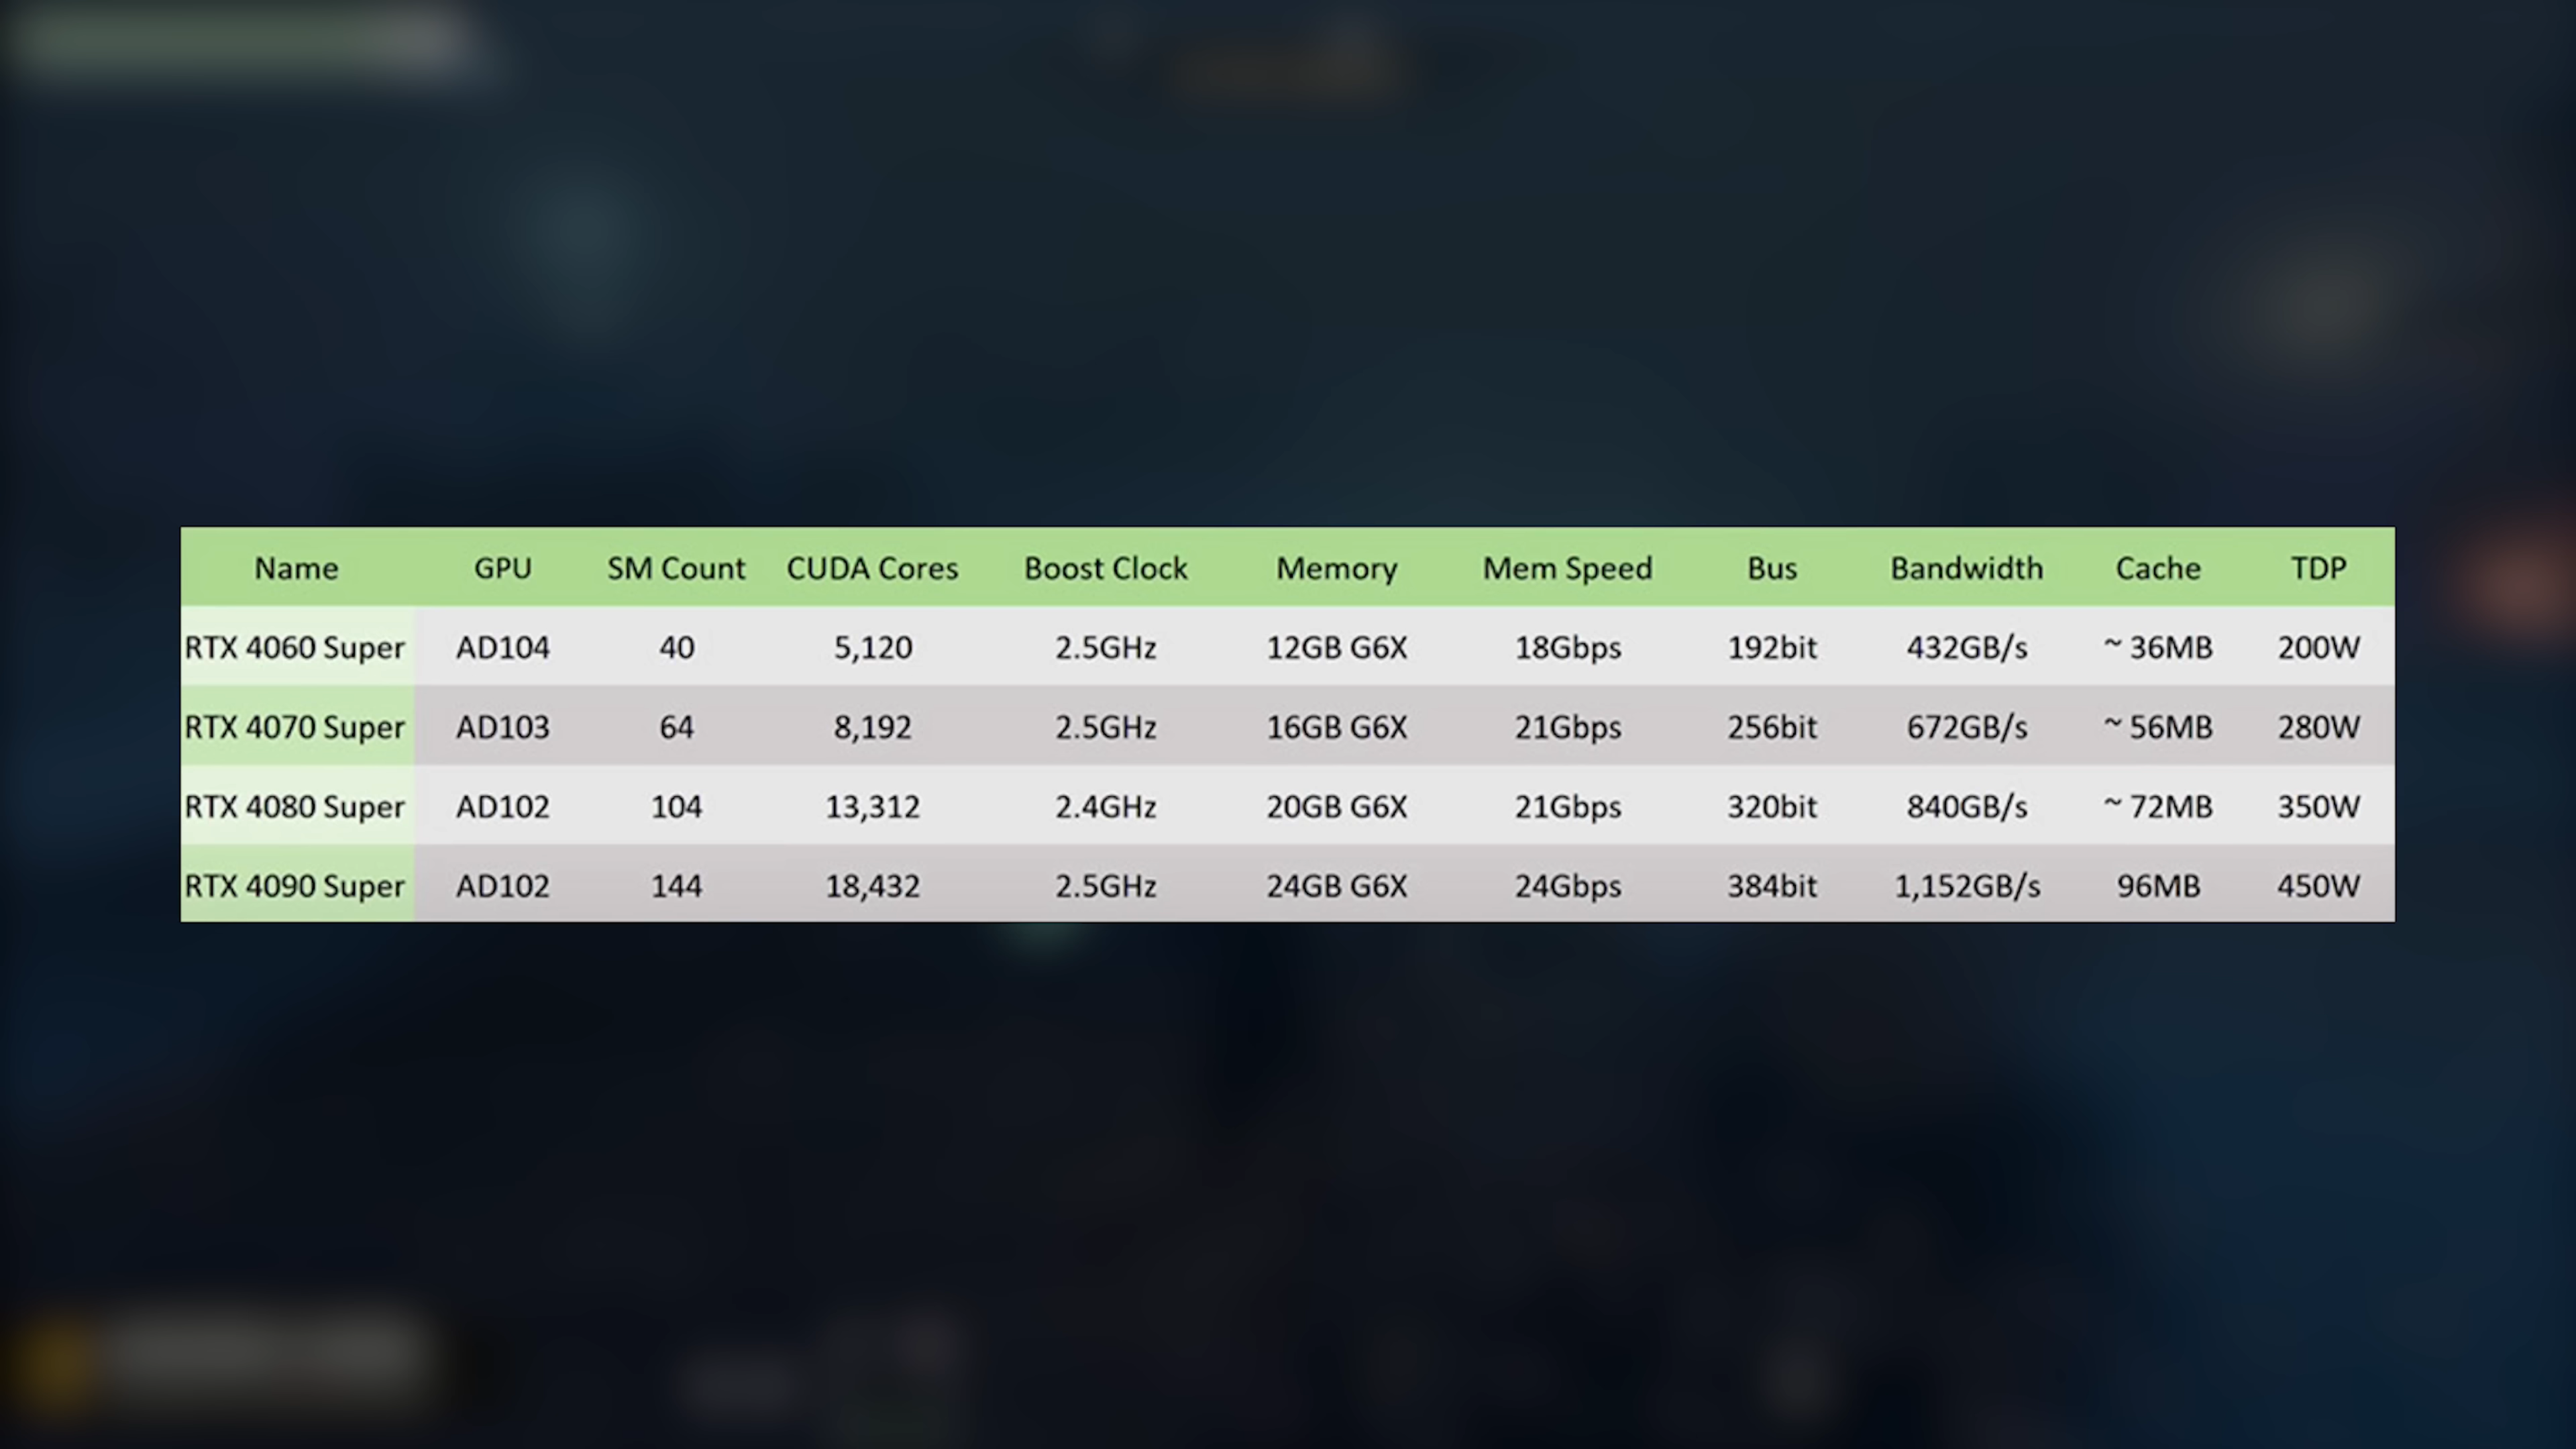 Name GPU SM Count CUDA Cores Boost Clock Memory Mem Speed Bus Bandwidth Cache TDP
RTX 4060 Super AD104 40 5,120 2.5GHz 12GB G6X 18Gbps 192bit 432GB/s ~ 36MB 200W
RTX 4070 Super AD103 64 8,192 2.5GHz 16GB G6X 21Gbps 256bit 672GB/s ~ 56MB 280W
RTX 4080 Super AD102 104 13,312 2.4GHz 20GB G6X 21Gbps 320bit 840GB/s ~ 72MB 350W
RTX 4090 Super AD102 144 18,432 2.5GHz 24GB G6X 24Gbps 384bit 1,152GB/s 96MB 450W